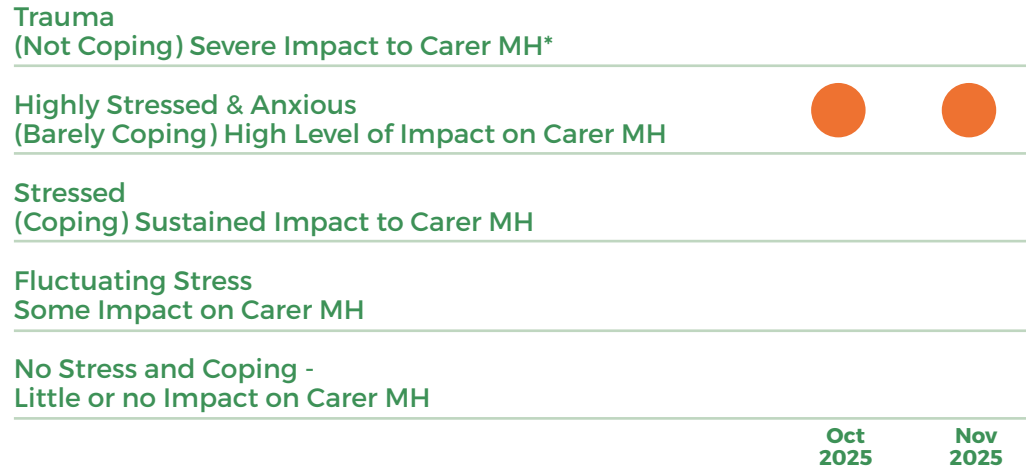 Trauma
(Not Coping) Severe Impact to Carer MH*
Highly Stressed & Anxious
(Barely Coping) High Level of Impact on Carer MH
Stressed
(Coping) Sustained Impact to Carer MH
Fluctuating Stress
Some Impact on Carer MH
No Stress and Coping -
Little or no Impact on Carer MH
Oct
2025
Nov
2025